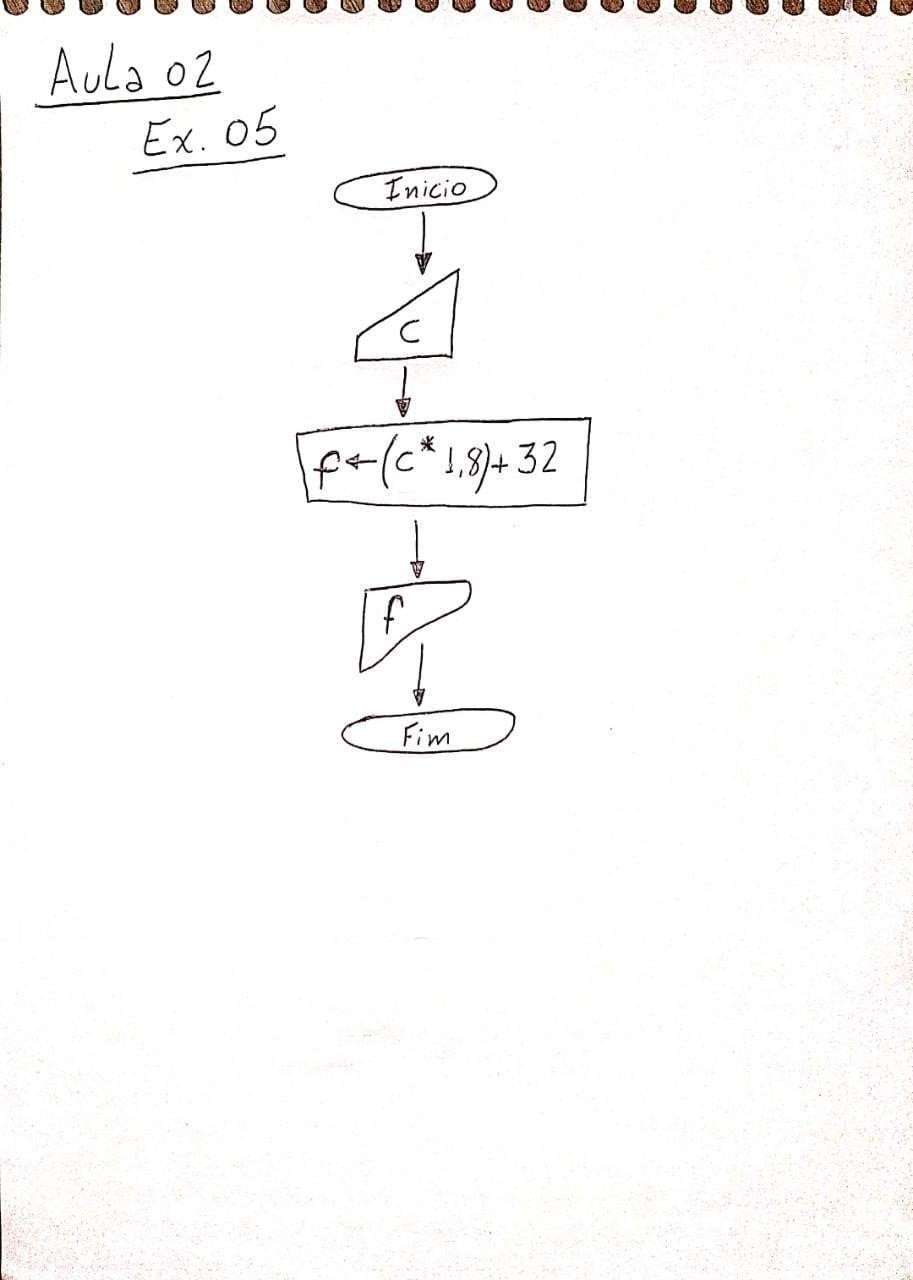 Aula 02
Ex. 05
Inicio
c
f←(c* 1,8)+32
f
Fim